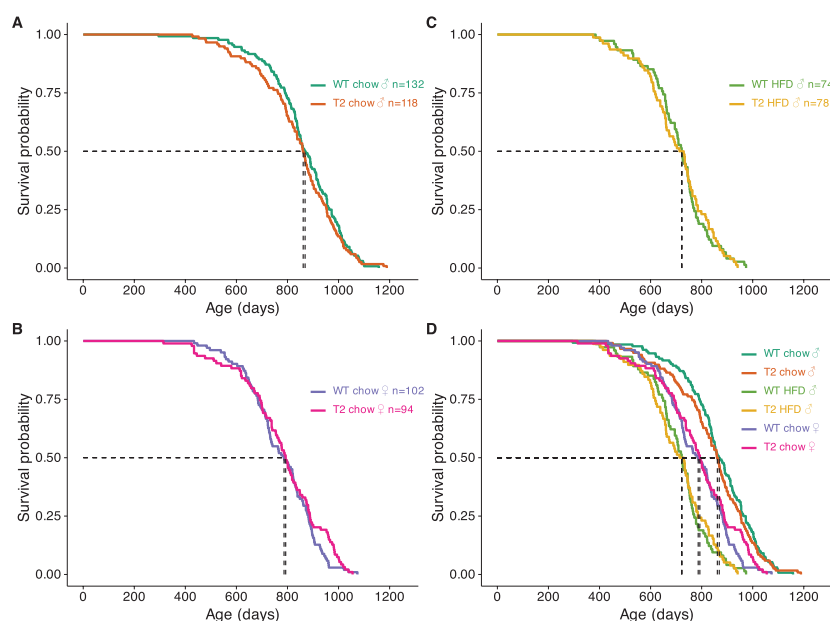 A
Survival probability
1.00
0.75
0.50
0.25
0.00
WT chow ♂ n=132
T2 chow ♂ n=118
0 200 400 600 800 1000 1200
Age (days)
C
Survival probability
1.00
0.75
0.50
0.25
0.00
WT HFD ♂ n=74
T2 HFD ♂ n=78
0 200 400 600 800 1000 1200
Age (days)
B
Survival probability
1.00
0.75
0.50
0.25
0.00
WT chow ♀ n=102
T2 chow ♀ n=94
0 200 400 600 800 1000 1200
Age (days)
D
Survival probability
1.00
0.75
0.50
0.25
0.00
WT chow ♂
T2 chow ♂
WT HFD ♂
T2 HFD ♂
WT chow ♀
T2 chow ♀
0 200 400 600 800 1000 1200
Age (days)